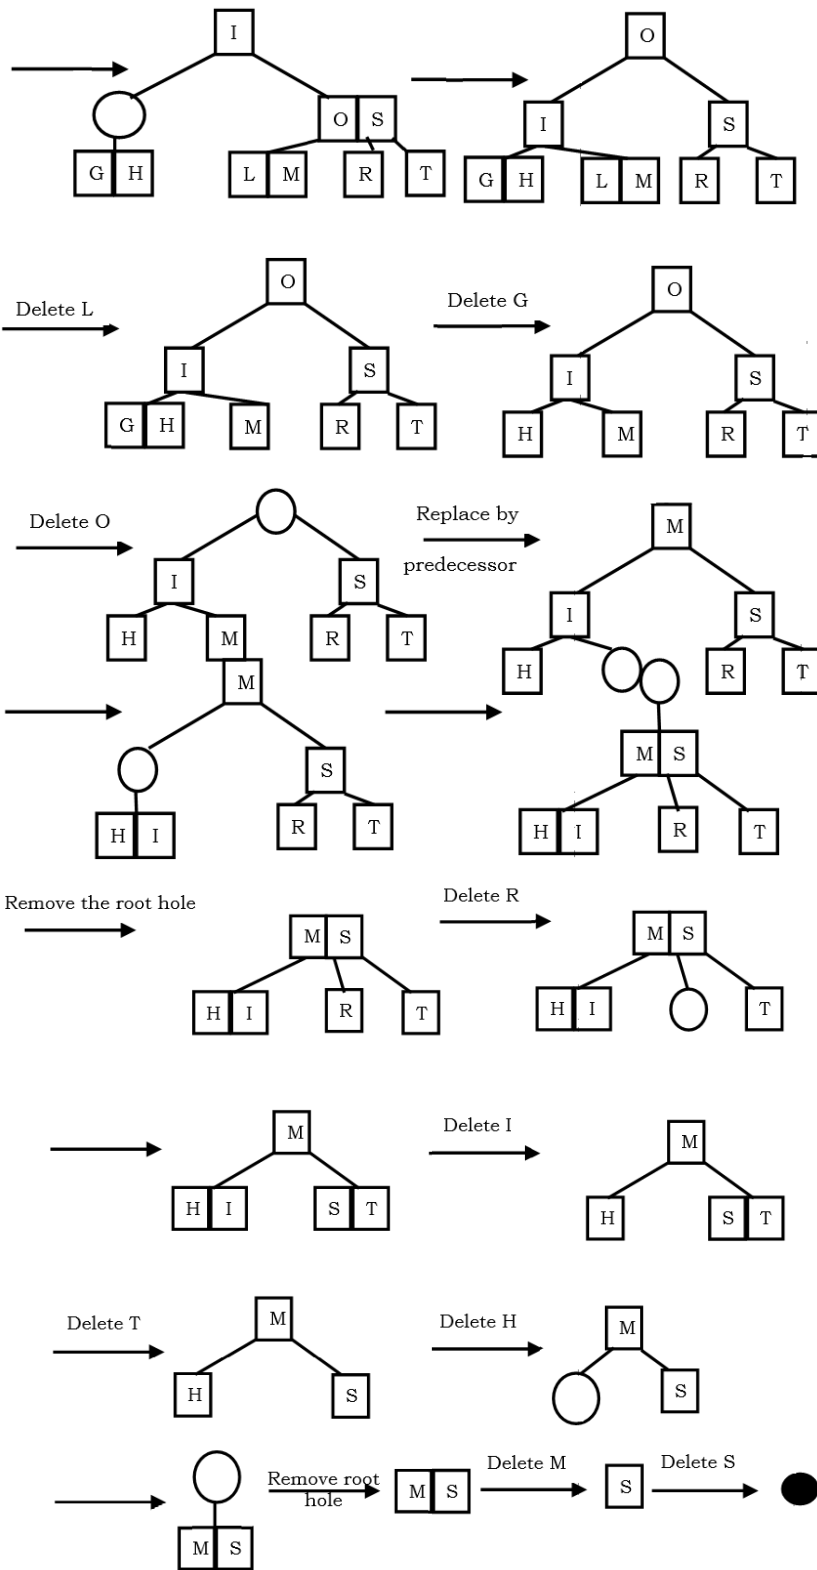 I
O
O S
I
S
G H
L M
R
T
G H
L M
R
T
Delete L
O
Delete G
O
I
S
I
S
G H
M
R
T
H
M
R
T
Delete O
Replace by
predecessor
M
I
S
I
S
H
M
R
T
H
R
T
M
S
M S
H I
R
T
H I
R
T
Remove the root hole
M S
Delete R
M S
H I
R
T
H I
T
M
Delete I
M
H I
S T
H
S T
Delete T
M
Delete H
M
H
S
S
M S
Remove root
hole
M S
Delete M
S
Delete S